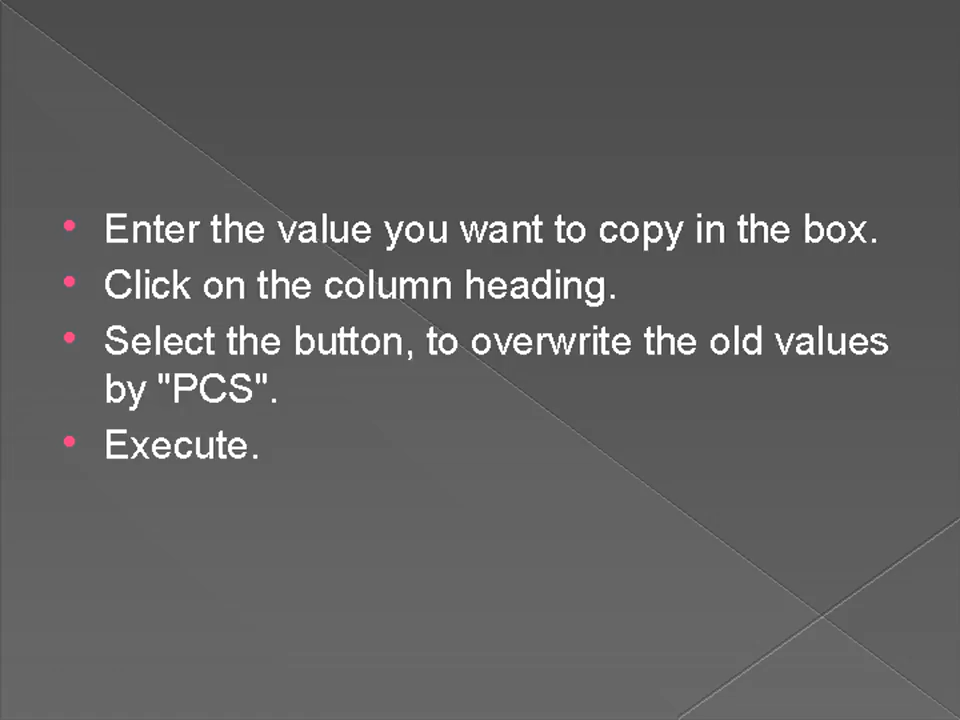 • Enter the value you want to copy in the box.
• Click on the column heading.
• Select the button, to overwrite the old values
by "PCS".
• Execute.